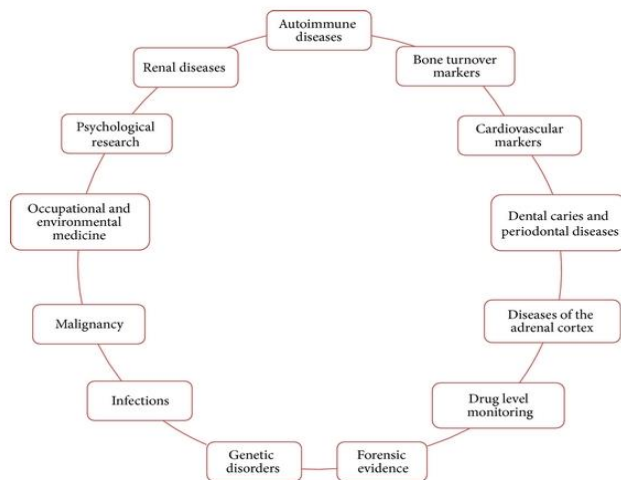 Autoimmune
diseases
Bone turnover
markers
Cardiovascular
markers
Dental caries and
periodontal diseases
Diseases of the
adrenal cortex
Drug level
monitoring
Forensic
evidence
Genetic
disorders
Infections
Malignancy
Occupational and
environmental
medicine
Psychological
research
Renal diseases